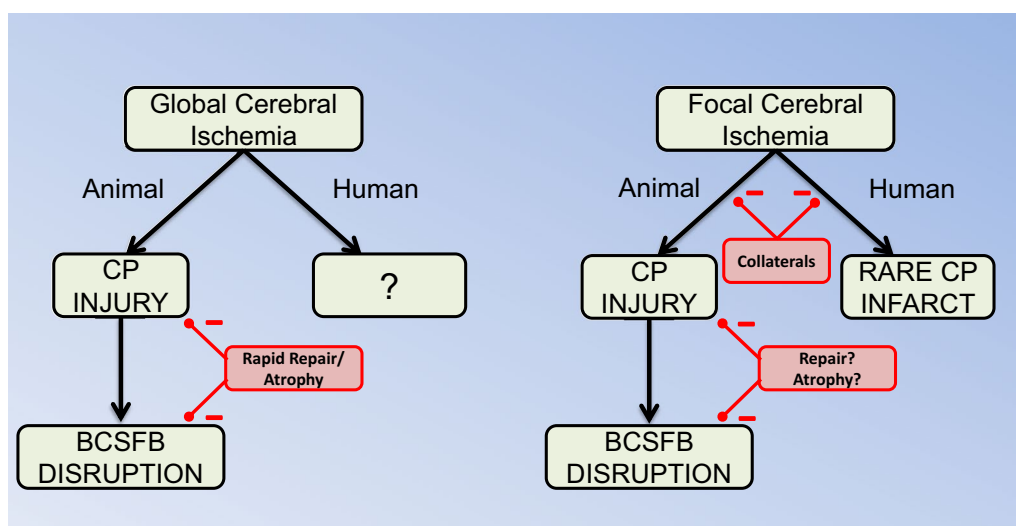 Global Cerebral
Ischemia
Animal
Human
CP
INJURY
?
Rapid Repair/
Atrophy
BCSFB
DISRUPTION
Focal Cerebral
Ischemia
Animal
Human
Collaterals
CP
INJURY
RARE CP
INFARCT
Repair?
Atrophy?
BCSFB
DISRUPTION